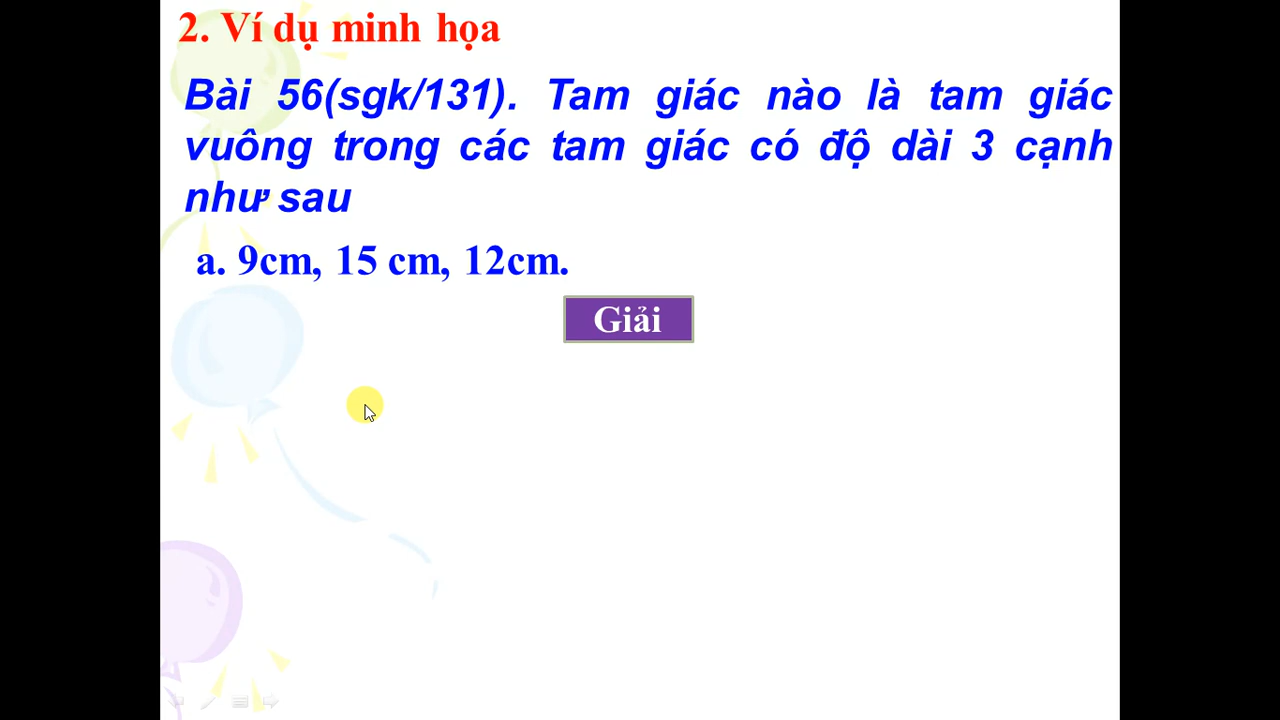 2. Ví dụ minh họa
Bài 56(sgk/131). Tam giác nào là tam giác
vuông trong các tam giác có độ dài 3 cạnh
như sau
a. 9cm, 15 cm, 12cm.
Giải